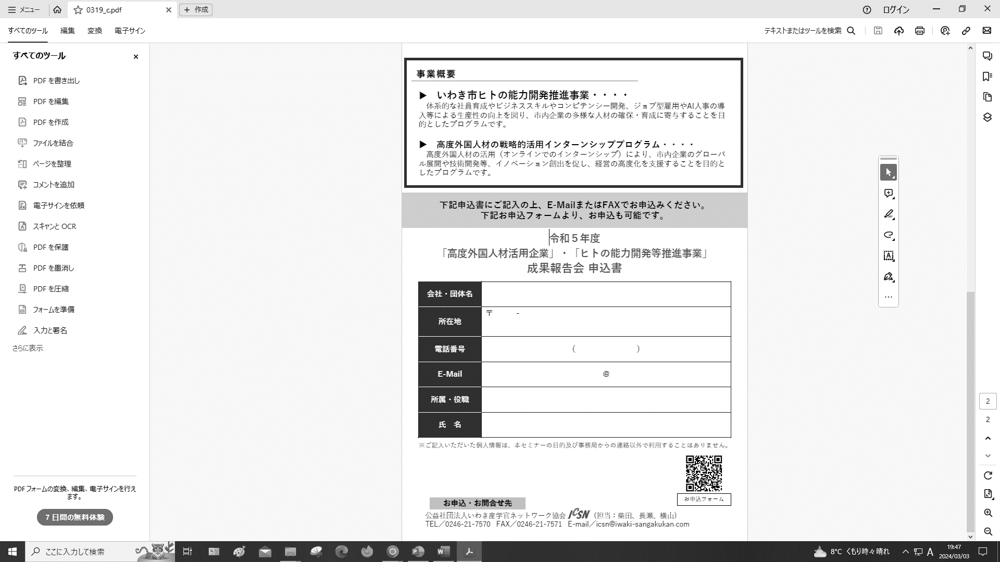 メニュー
0319_c.pdf
作成
ログイン
すべてのツール 編集 変換 電子サイン
テキストまたはツールを検索
すべてのツール
PDF を書き出し
PDF を編集
PDF を作成
ファイルを結合
ページを整理
コメントを追加
電子サインを依頼
スキャンと OCR
PDF を保護
PDF を墨消し
PDF を圧縮
フォームを準備
入力と署名
さらに表示
PDF フォームの変換、編集、電子サインを行え
ます。
7 日間の無料体験
事業概要
▶ いわき市ヒトの能力開発推進事業・・・・
体系的な社員育成やビジネススキルやコンピテンシー開発、ジョブ型雇用やAI人事の導
入等による生産性の向上を図り、市内企業の多様な人材の確保・育成に寄与することを目
的としたプログラムです。
▶ 高度外国人材の戦略的活用インターンシッププログラム・・・・
高度外国人材の活用（オンラインでのインターンシップ）により、市内企業のグローバ
ル展開や技術開発等、イノベーション創出を促し、経営の高度化を支援することを目的と
したプログラムです。
下記申込書にご記入の上、E-MailまたはFAXでお申込みください。
下記お申込フォームより、お申込も可能です。
令和５年度
「高度外国人材活用企業」・「ヒトの能力開発等推進事業」
成果報告会 申込書
会社・団体名
所在地 〒 -
電話番号 （ ）
E-Mail @
所属・役職
氏 名
※ご記入いただいた個人情報は、本セミナーの目的及び事務局からの連絡以外で利用することはありません。
お申込フォーム
お申込・お問合せ先
公益社団法人いわき産学官ネットワーク協会 ICSN（担当：柴田、長瀬、横山）
TEL／0246-21-7570 FAX／0246-21-7571 E-mail／icsn@iwaki-sangakukan.com
2
2
ここに入力して検索
8°C くもり時々晴れ
A
19:47
2024/03/03